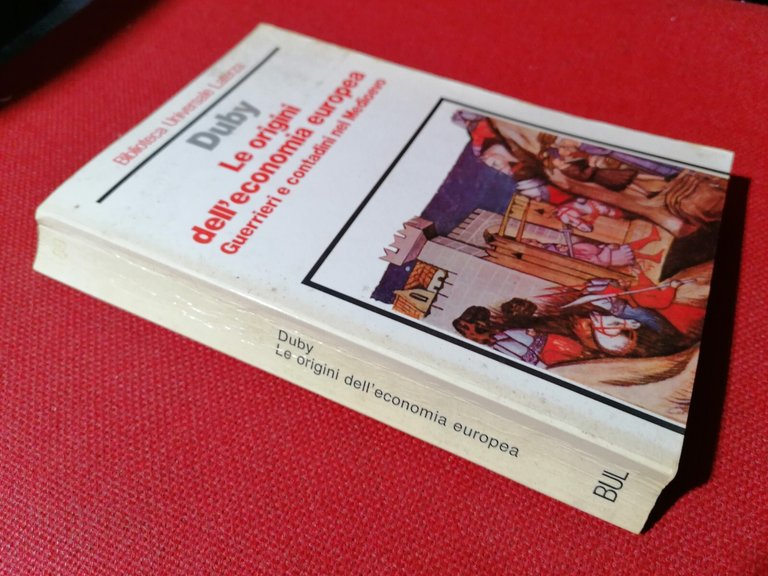 Biblioteca Universale Laterza
Duby
Le origini
dell'economia europea
Guerrieri e contadini nel Medioevo
Duby
Le origini dell'economia europea
BUL